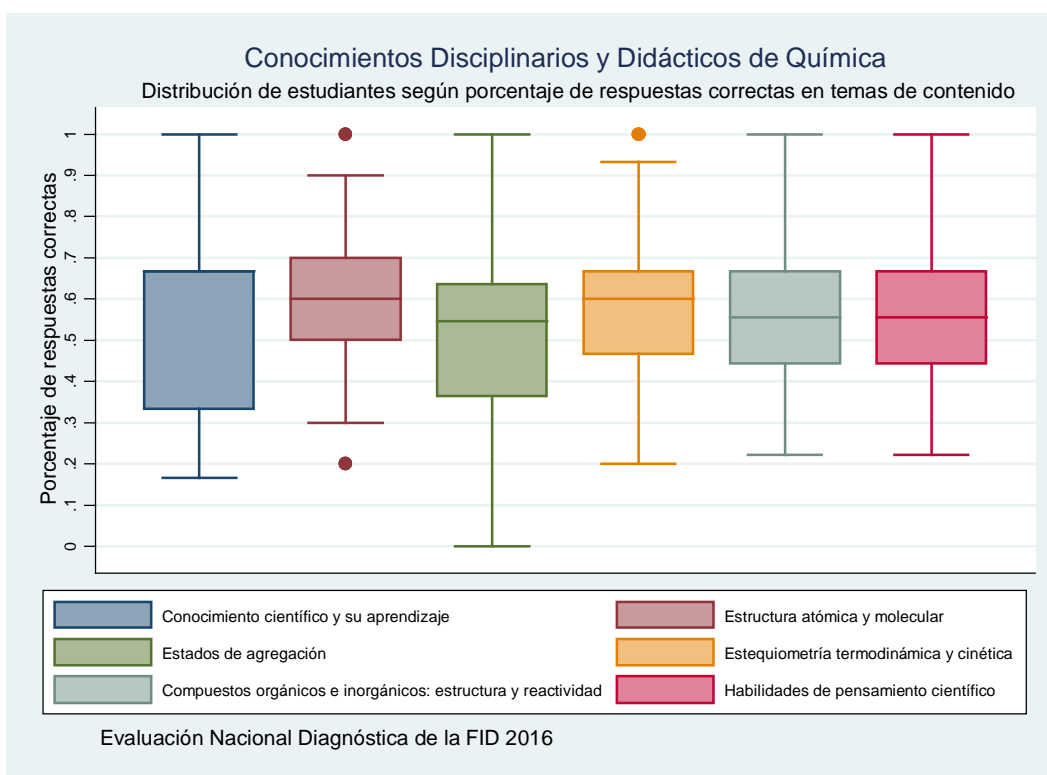 Conocimientos Disciplinarios y Didácticos de Química
Distribución de estudiantes según porcentaje de respuestas correctas en temas de contenido
Porcentaje de respuestas correctas
1
.9
.8
.7
.6
.5
.4
.3
.2
.1
0
Conocimiento científico y su aprendizaje
Estructura atómica y molecular
Estados de agregación
Estequiometría termodinámica y cinética
Compuestos orgánicos e inorgánicos: estructura y reactividad
Habilidades de pensamiento científico
Evaluación Nacional Diagnóstica de la FID 2016